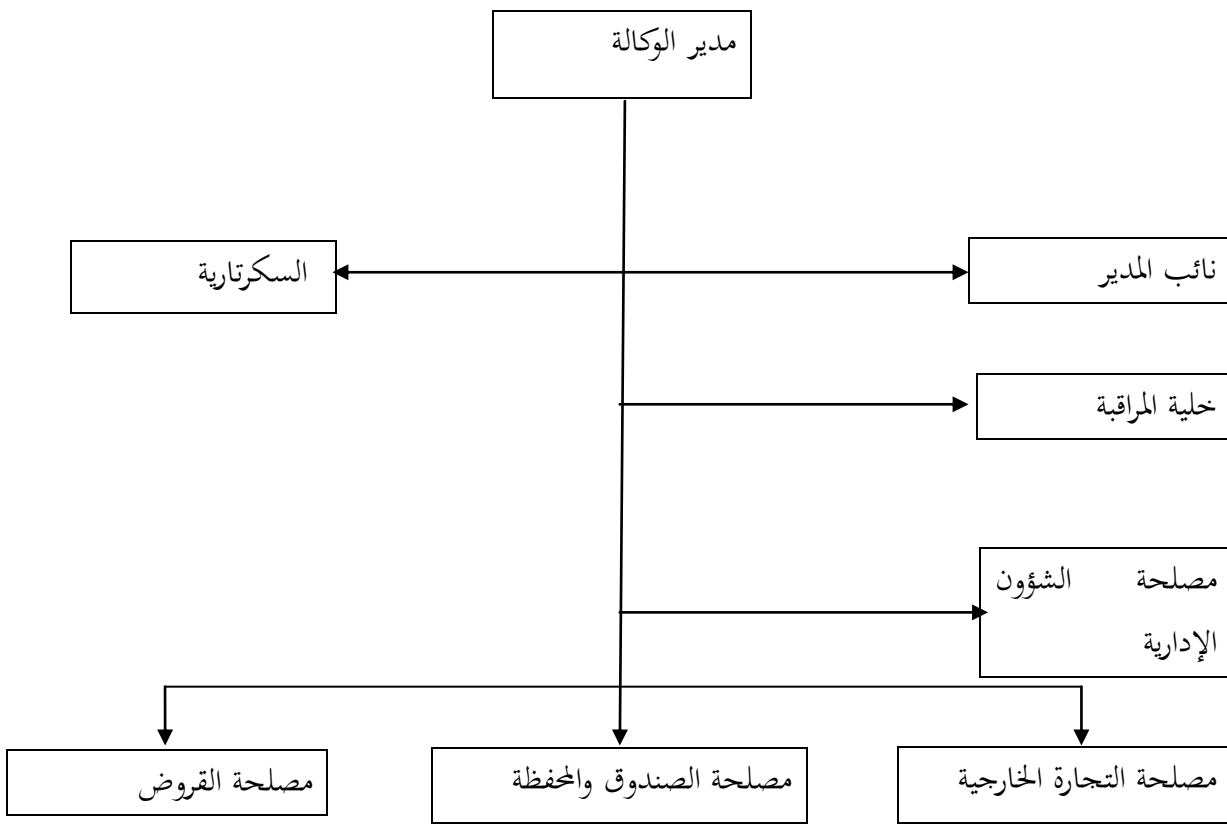 مدير الوكالة
نائب المدير
السكرتارية
خلية المراقبة
مصلحة الشؤون
الإدارية
مصلحة التجارة الخارجية
مصلحة الصندوق والمحفظة
مصلحة القروض